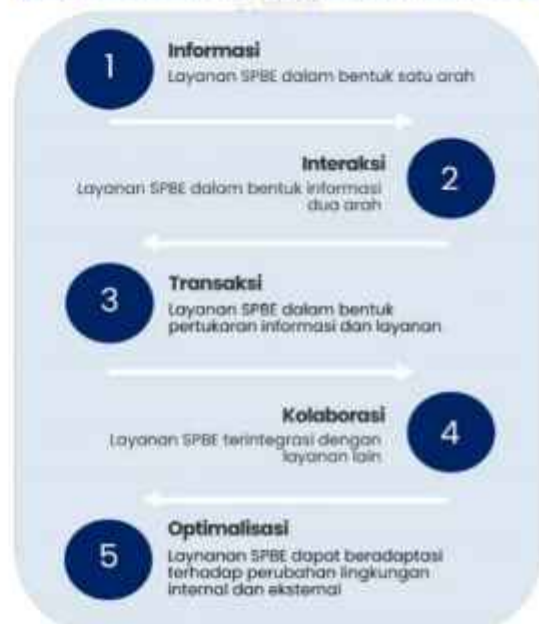 1
Informasi
Layanan SPBE dalam bentuk satu arah
Interaksi
2
Layanan SPBE dalam bentuk informasi
dua arah
3
Transaksi
Layanan SPBE dalam bentuk
pertukaran informasi dan layanan
Kolaborasi
4
Layanan SPBE terintegrasi dengan
layanan lain
5
Optimalisasi
Laynanan SPBE dapat beradaptasi
terhadap perubahan lingkungan
internal dan eksternal